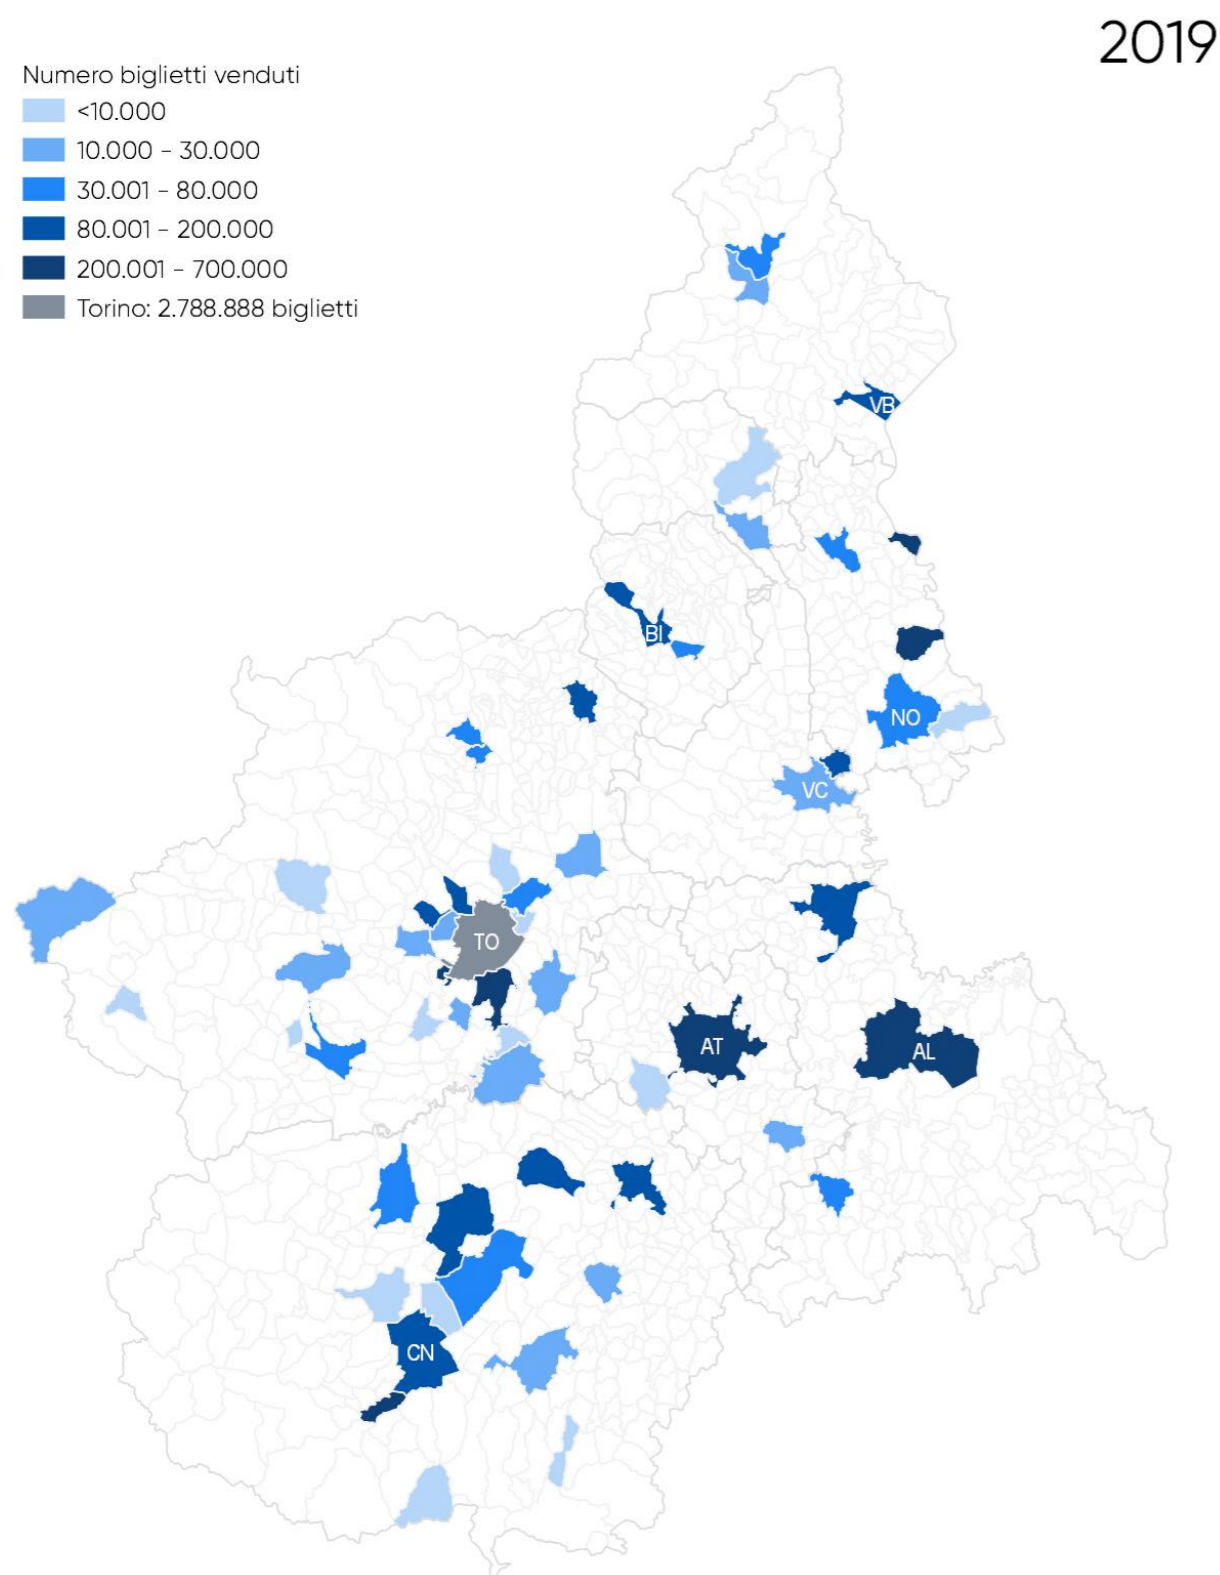 2019
Numero biglietti venduti
<10.000
10.000 - 30.000
30.001 - 80.000
80.001 - 200.000
200.001 - 700.000
Torino: 2.788.888 biglietti
VB
BI
NO
VC
TO
AT
AL
CN